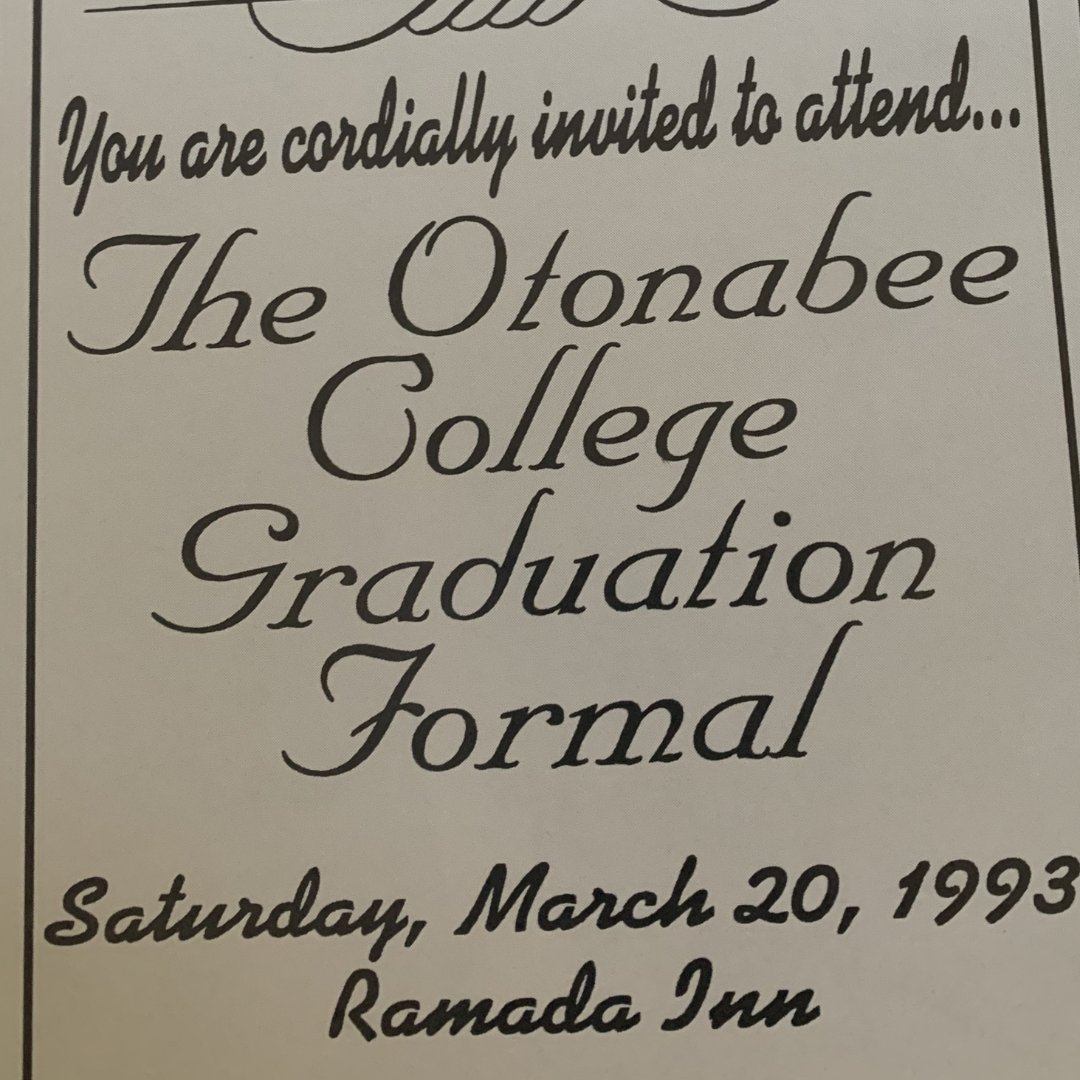 You are cordially invited to attend...
The Otonabee
College
Graduation
Formal
Saturday, March 20, 1993
Ramada Inn